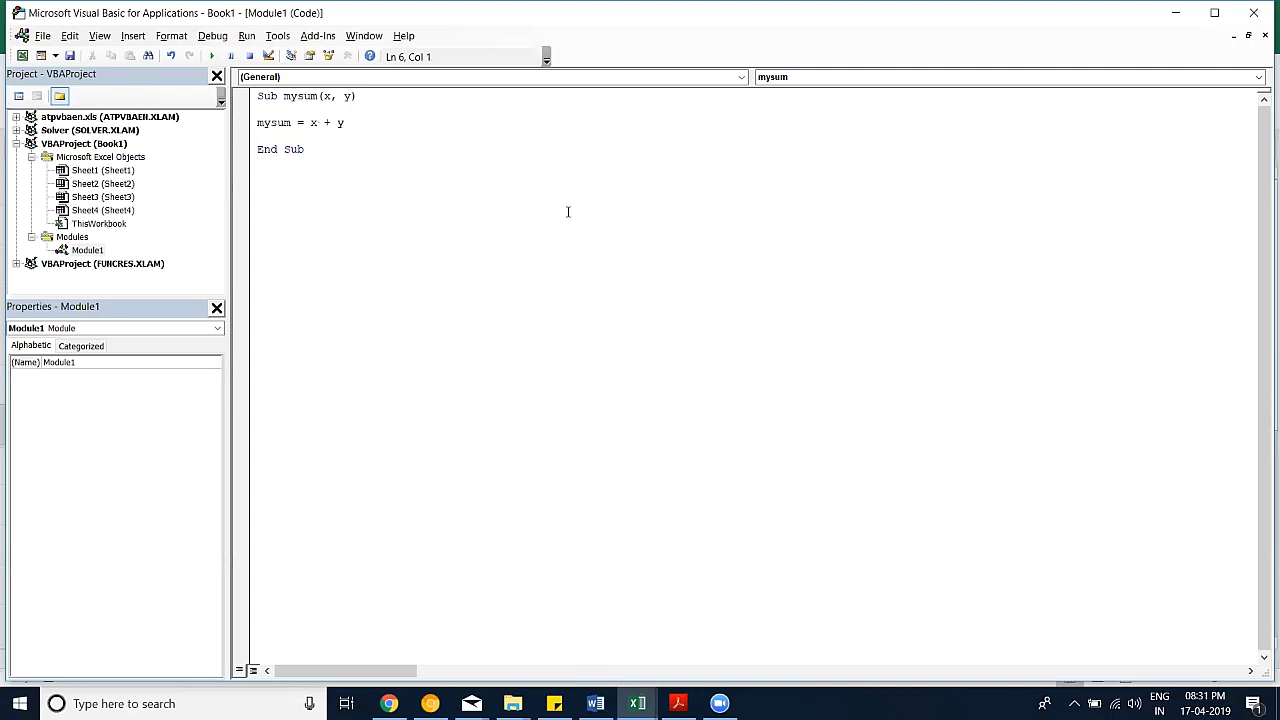 Microsoft Visual Basic for Applications - Book1 - [Module1 (Code)]
File Edit View Insert Format Debug Run Tools Add-Ins Window Help
Ln 6, Col 1
Project - VBAProject
(General)
mysum
atpvbaen.xls (ATPVBAEN.XLAM)
Solver (SOLVER.XLAM)
VBAProject (Book1)
Microsoft Excel Objects
Sheet1 (Sheet1)
Sheet2 (Sheet2)
Sheet3 (Sheet3)
Sheet4 (Sheet4)
ThisWorkbook
Modules
Module1
VBAProject (FUNCRES.XLAM)
Sub mysum(x, y)
mysum = x + y
End Sub
Properties - Module1
Module1 Module
Alphabetic Categorized
(Name) Module1
Type here to search
ENG
IN
08:31 PM
17-04-2019